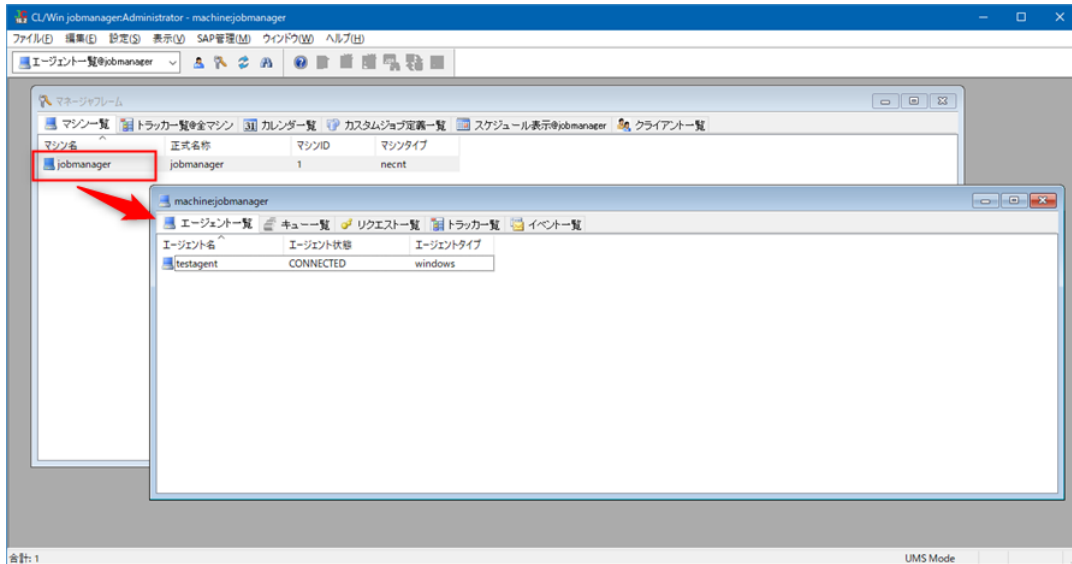 CL/Win jobmanager:Administrator - machine:jobmanager
ファイル(F) 編集(E) 設定(S) 表示(V) SAP管理(M) ウィンドウ(W) ヘルプ(H)
エージェント一覧@jobmanager
マネージャフレーム
マシン一覧 トラッカ一覧@全マシン 31 カレンダ一覧 カスタムジョブ定義一覧 スケジュール表示@jobmanager クライアント一覧
マシン名 正式名称 マシンID マシンタイプ
jobmanager jobmanager 1 necnt
machine:jobmanager
エージェント一覧 キュー一覧 リクエスト一覧 トラッカ一覧 イベント一覧
エージェント名 エージェント状態 エージェントタイプ
testagent CONNECTED windows
合計: 1 UMS Mode